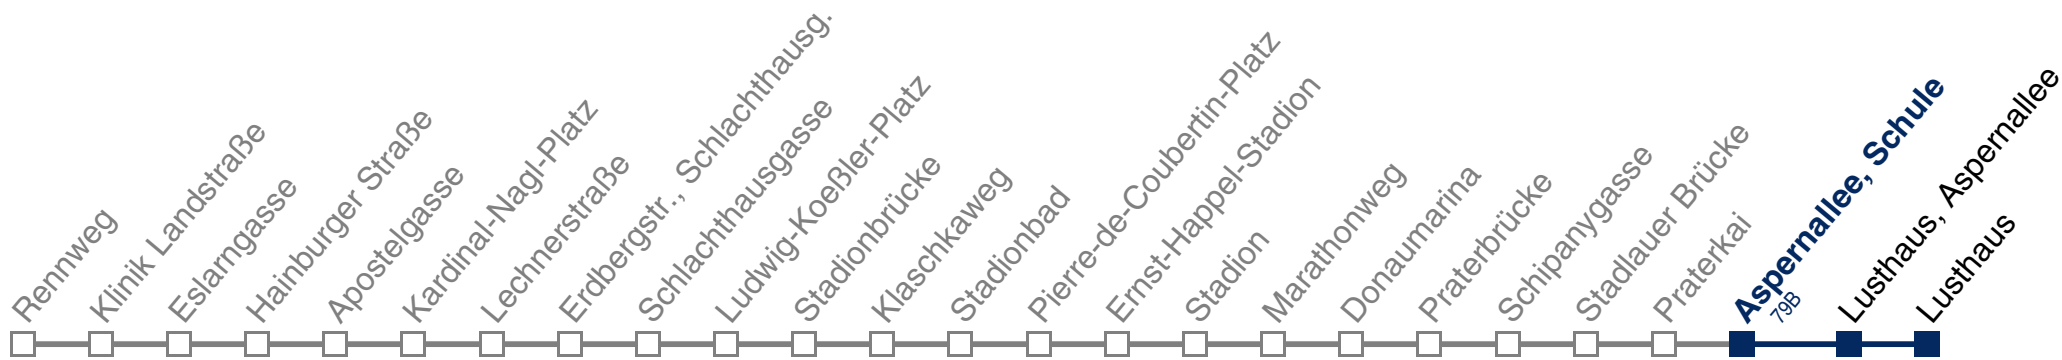 Rennweg
Klinik Landstraße
Eslarngasse
Hainburger Straße
Apostelgasse
Kardinal-Nagl-Platz
Lechnerstraße
Erdbergstr., Schlachthausg.
Schlachthausgasse
Ludwig-Koeßler-Platz
Stadionbrücke
Klaschkaweg
Stadionbad
Pierre-de-Coubertin-Platz
Ernst-Happel-Stadion
Stadion
Marathonweg
Donaumarina
Praterbrücke
Schipanygasse
Stadlauer Brücke
Praterkai
Aspernallee, Schule
79B
Lusthaus, Aspernallee
Lusthaus